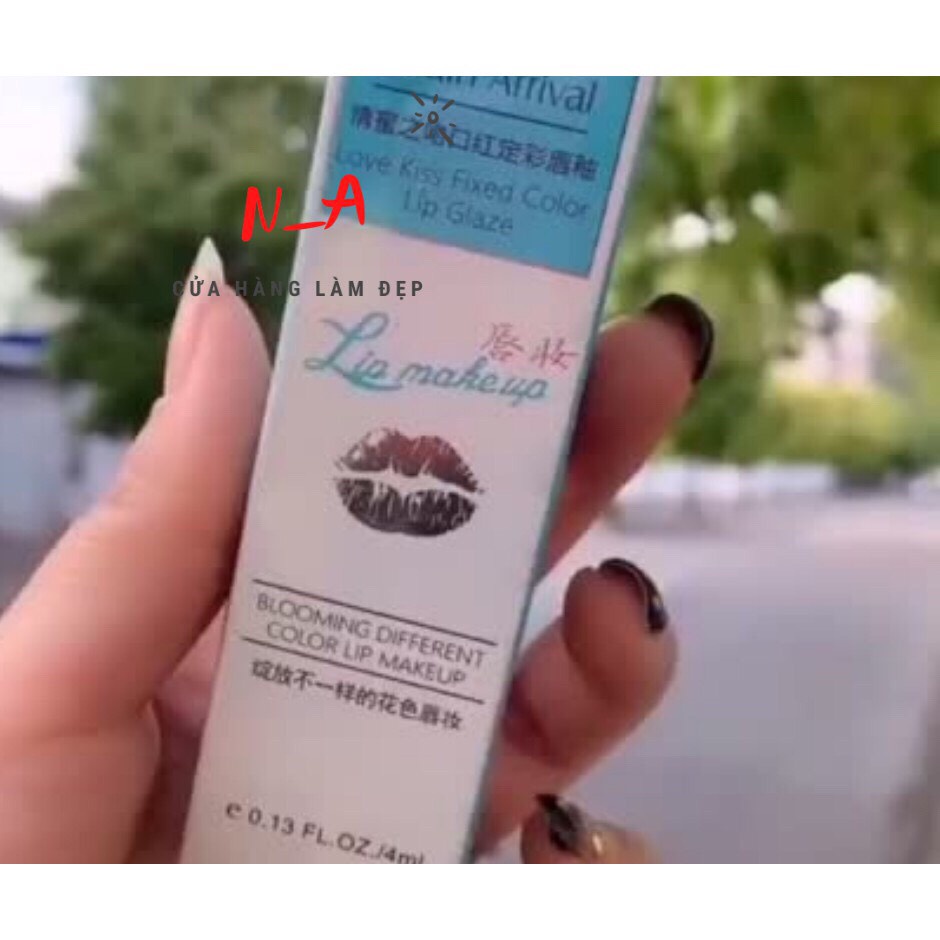 Arrival
情蜜之吻口红定彩唇釉
Love Kiss Fixed Color
Lip Glaze
N_A
CỬA HÀNG LÀM ĐẸP
唇妆
Lip makeup
BLOOMING DIFFERENT
COLOR LIP MAKEUP
绽放不一样的花色唇妆
e 0.13 FL.OZ./4ml